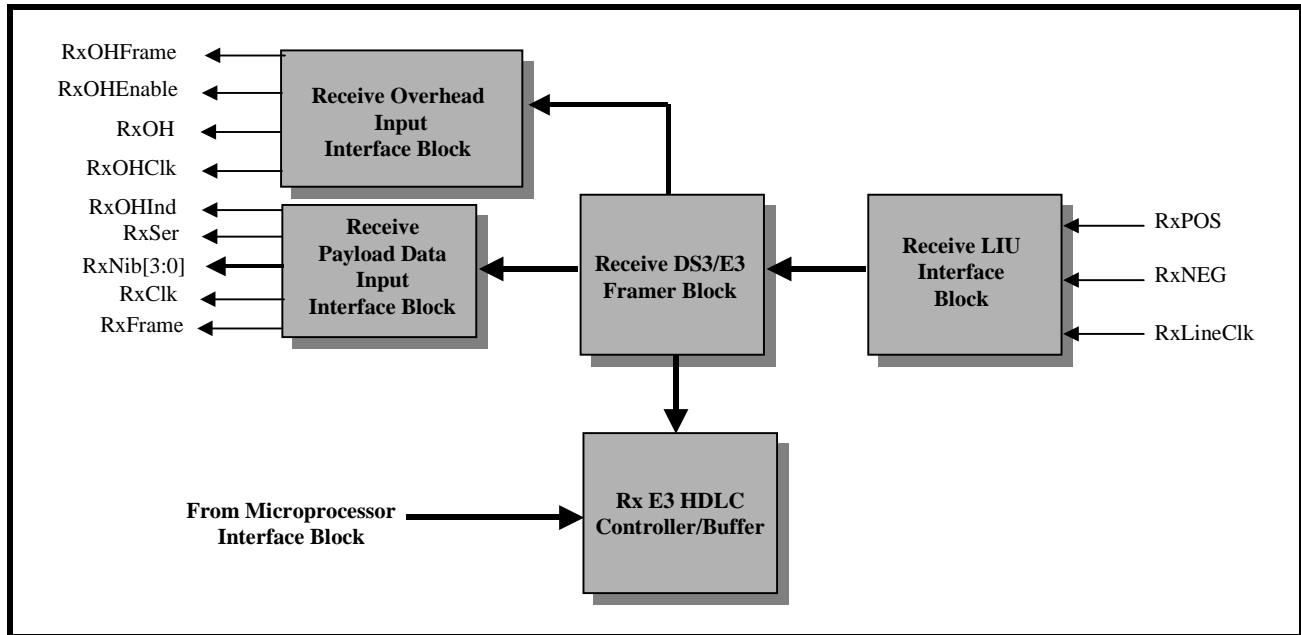 RxOHFrame
RxOHEnable
RxOH
RxOHClk
Receive Overhead
Input
Interface Block
RxOHInd
RxSer
RxNib[3:0]
RxClk
RxFrame
Receive
Payload Data
Input
Interface Block
Receive DS3/E3
Framer Block
Receive LIU
Interface
Block
RxPOS
RxNEG
RxLineClk
From Microprocessor
Interface Block
Rx E3 HDLC
Controller/Buffer